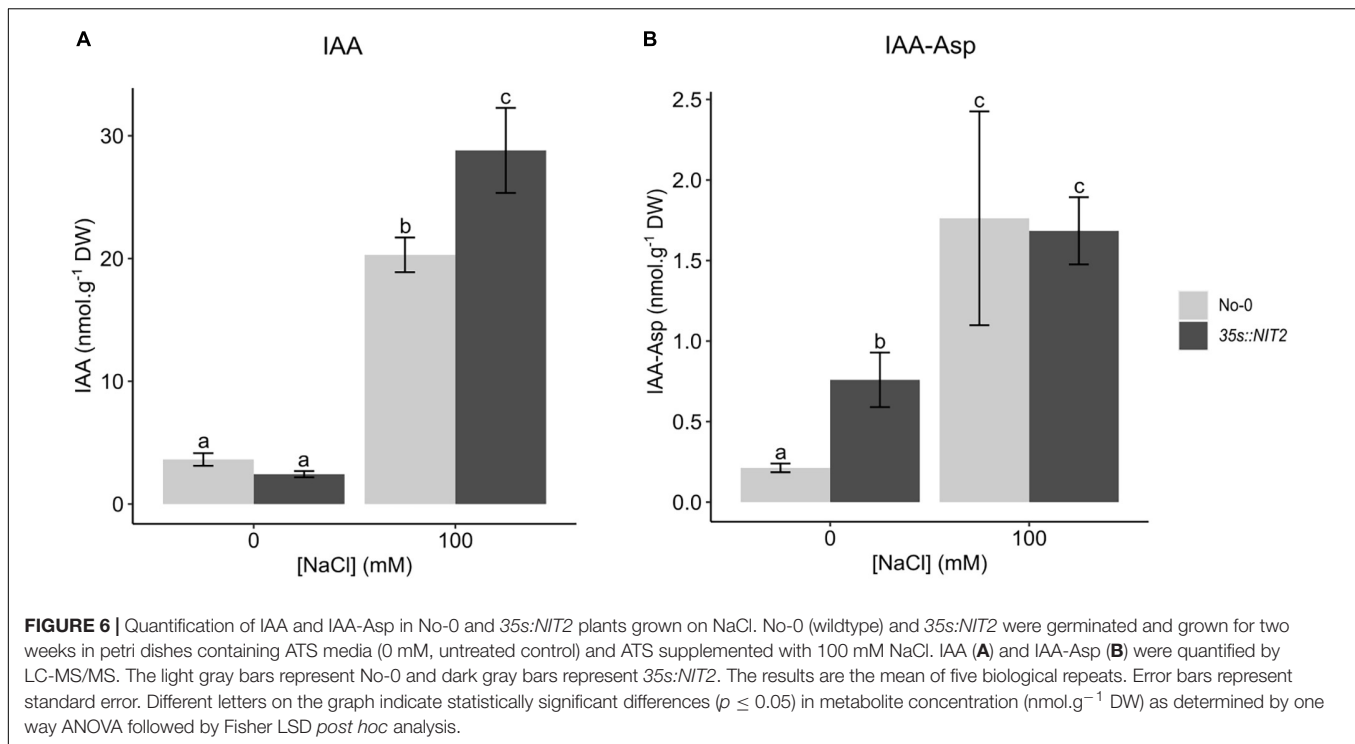 A
IAA
c
30
b
20
10
a
a
0
IAA (nmol.g⁻¹ DW)
0
100
[NaCl] (mM)
B
IAA-Asp
2.5
c
c
2.0
1.5
b
1.0
0.5
a
0.0
IAA-Asp (nmol.g⁻¹ DW)
0
100
[NaCl] (mM)
No-0
35s::NIT2
FIGURE 6 | Quantification of IAA and IAA-Asp in No-0 and 35s:NIT2 plants grown on NaCl. No-0 (wildtype) and 35s:NIT2 were germinated and grown for two
weeks in petri dishes containing ATS media (0 mM, untreated control) and ATS supplemented with 100 mM NaCl. IAA (A) and IAA-Asp (B) were quantified by
LC-MS/MS. The light gray bars represent No-0 and dark gray bars represent 35s:NIT2. The results are the mean of five biological repeats. Error bars represent
standard error. Different letters on the graph indicate statistically significant differences (p ≤ 0.05) in metabolite concentration (nmol.g⁻¹ DW) as determined by one
way ANOVA followed by Fisher LSD post hoc analysis.